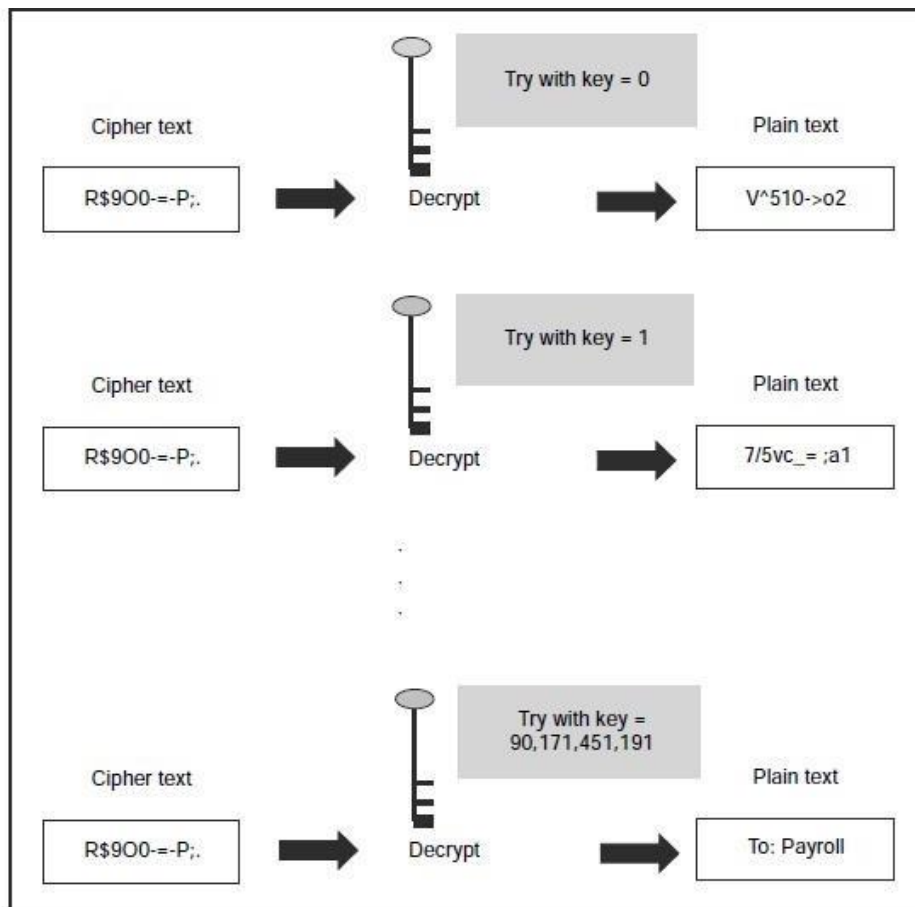 Try with key = 0
Cipher text
Plain text
R$9O0-=-P;.
Decrypt
V^510->o2
Try with key = 1
Cipher text
Plain text
R$9O0-=-P;.
Decrypt
7/5vc_= ;a1
.
.
.
Try with key =
90,171,451,191
Cipher text
Plain text
R$9O0-=-P;.
Decrypt
To: Payroll